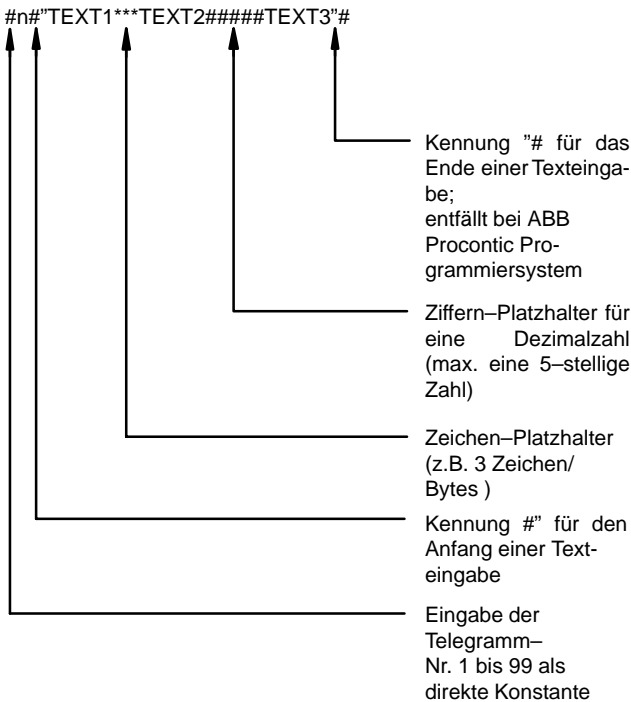 #n#”TEXT1***TEXT2#####TEXT3”#
Kennung ”# für das
Ende einer Texteinga-
be;
entfällt bei ABB
Procontic Pro-
grammiersystem
Ziffern–Platzhalter für
eine Dezimalzahl
(max. eine 5–stellige
Zahl)
Zeichen–Platzhalter
(z.B. 3 Zeichen/
Bytes )
Kennung #” für den
Anfang einer Text-
eingabe
Eingabe der
Telegramm–
Nr. 1 bis 99 als
direkte Konstante